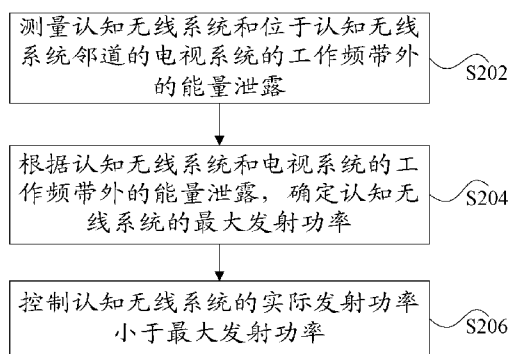 测量认知无线系统和位于认知无线
系统邻道的电视系统的工作频带外
的能量泄露
S202
根据认知无线系统和电视系统的工
作频带外的能量泄露，确定认知无
线系统的最大发射功率
S204
控制认知无线系统的实际发射功率
小于最大发射功率
S206